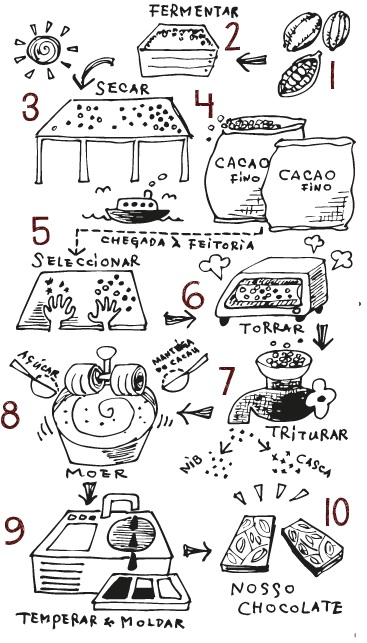 FERMENTAR
2
1
SECAR
3
4
CACAO
FINO
CACAO
FINO
5
CHEGADA À FEITORIA
SELECCIONAR
6
TORRAR
AÇÚCAR
MANTEIGA
DE CACAU
7
8
TRITURAR
NIB
CASCA
MOER
9
10
NOSSO
CHOCOLATE
TEMPERAR & MOLDAR